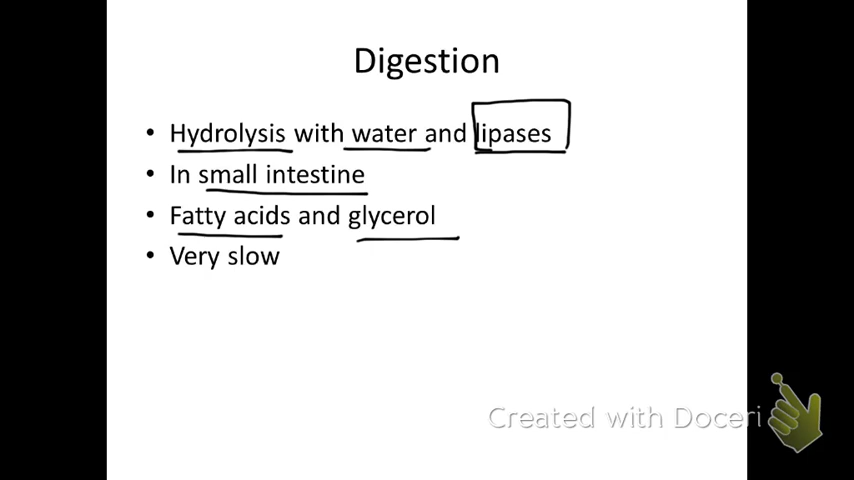 Digestion
• Hydrolysis with water and lipases
• In small intestine
• Fatty acids and glycerol
• Very slow
Created with Doceri